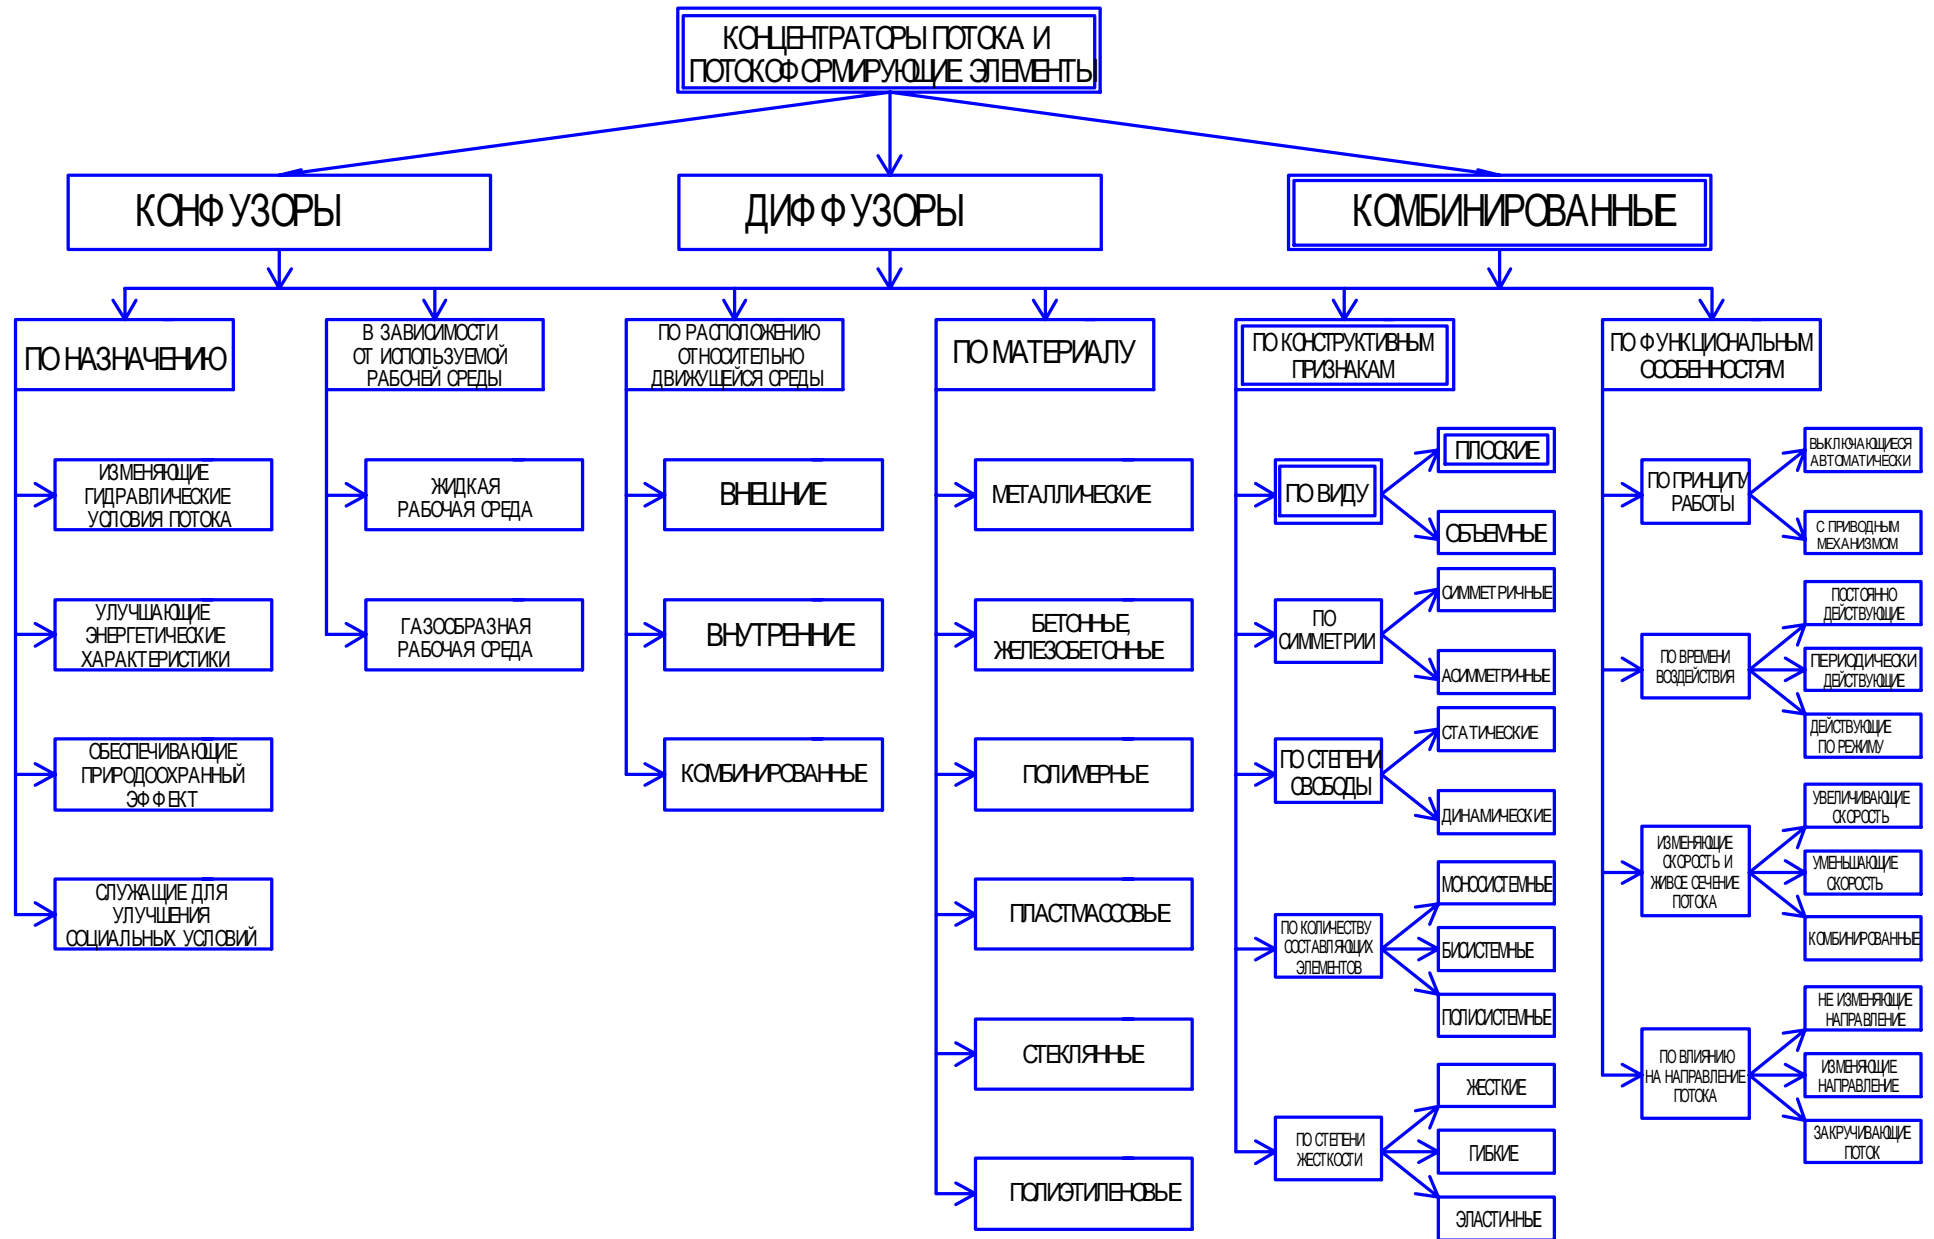 КОНЦЕНТРАТОРЫ ПОТОКА И
ПОТОКОФОРМИРУЮЩИЕ ЭЛЕМЕНТЫ
КОНФУЗОРЫ
ДИФФУЗОРЫ
КОМБИНИРОВАННЫЕ
ПО НАЗНАЧЕНИЮ
ИЗМЕНЯЮЩИЕ
ГИДРАВЛИЧЕСКИЕ
УСЛОВИЯ ПОТОКА
УЛУЧШАЮЩИЕ
ЭНЕРГЕТИЧЕСКИЕ
ХАРАКТЕРИСТИКИ
ОБЕСПЕЧИВАЮЩИЕ
ПРИРОДООХРАННЫЙ
ЭФФЕКТ
СЛУЖАЩИЕ ДЛЯ
УЛУЧШЕНИЯ
СОЦИАЛЬНЫХ УСЛОВИЙ
В ЗАВИСИМОСТИ
ОТ ИСПОЛЬЗУЕМОЙ
РАБОЧЕЙ СРЕДЫ
ЖИДКАЯ
РАБОЧАЯ СРЕДА
ГАЗООБРАЗНАЯ
РАБОЧАЯ СРЕДА
ПО РАСПОЛОЖЕНИЮ
ОТНОСИТЕЛЬНО
ДВИЖУЩЕЙСЯ СРЕДЫ
ВНЕШНИЕ
ВНУТРЕННИЕ
КОМБИНИРОВАННЫЕ
ПО МАТЕРИАЛУ
МЕТАЛЛИЧЕСКИЕ
БЕТОННЫЕ,
ЖЕЛЕЗОБЕТОННЫЕ
ПОЛИМЕРНЫЕ
ПЛАСТМАССОВЫЕ
СТЕКЛЯННЫЕ
ПОЛИЭТИЛЕНОВЫЕ
ПО КОНСТРУКТИВНЫМ
ПРИЗНАКАМ
ПО ВИДУ
ПЛОСКИЕ
ОБЪЕМНЫЕ
ПО
СИММЕТРИИ
СИММЕТРИЧНЫЕ
АСИММЕТРИЧНЫЕ
ПО СТЕПЕНИ
СВОБОДЫ
СТАТИЧЕСКИЕ
ДИНАМИЧЕСКИЕ
ПО КОЛИЧЕСТВУ
СОСТАВЛЯЮЩИХ
ЭЛЕМЕНТОВ
МОНОСИСТЕМНЫЕ
БИСИСТЕМНЫЕ
ПОЛИСИСТЕМНЫЕ
ПО СТЕПЕНИ
ЖЕСТКОСТИ
ЖЕСТКИЕ
ГИБКИЕ
ЭЛАСТИЧНЫЕ
ПО ФУНКЦИОНАЛЬНЫМ
ОСОБЕННОСТЯМ
ПО ПРИНЦИПУ
РАБОТЫ
ВЫКЛЮЧАЮЩИЕСЯ
АВТОМАТИЧЕСКИ
С ПРИВОДНЫМ
МЕХАНИЗМОМ
ПО ВРЕМЕНИ
ВОЗДЕЙСТВИЯ
ПОСТОЯННО
ДЕЙСТВУЮЩИЕ
ПЕРИОДИЧЕСКИ
ДЕЙСТВУЮЩИЕ
ДЕЙСТВУЮЩИЕ
ПО РЕЖИМУ
ИЗМЕНЯЮЩИЕ
СКОРОСТЬ И
ЖИВОЕ СЕЧЕНИЕ
ПОТОКА
УВЕЛИЧИВАЮЩИЕ
СКОРОСТЬ
УМЕНЬШАЮЩИЕ
СКОРОСТЬ
КОМБИНИРОВАННЫЕ
ПО ВЛИЯНИЮ
НА НАПРАВЛЕНИЕ
ПОТОКА
НЕ ИЗМЕНЯЮЩИЕ
НАПРАВЛЕНИЕ
ИЗМЕНЯЮЩИЕ
НАПРАВЛЕНИЕ
ЗАКРУЧИВАЮЩИЕ
ПОТОК